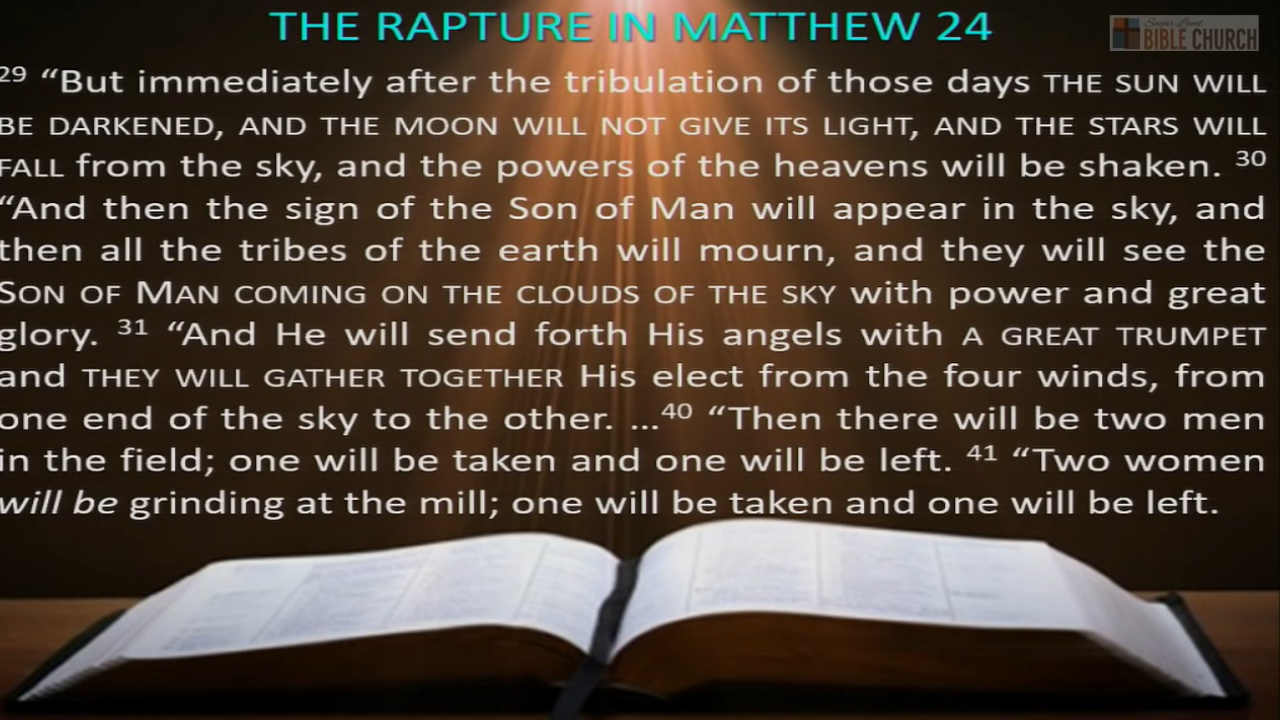 THE RAPTURE IN MATTHEW 24
Sugar Land
BIBLE CHURCH
29 “But immediately after the tribulation of those days THE SUN WILL
BE DARKENED, AND THE MOON WILL NOT GIVE ITS LIGHT, AND THE STARS WILL
FALL from the sky, and the powers of the heavens will be shaken. 30
“And then the sign of the Son of Man will appear in the sky, and
then all the tribes of the earth will mourn, and they will see the
SON OF MAN COMING ON THE CLOUDS OF THE SKY with power and great
glory. 31 “And He will send forth His angels with A GREAT TRUMPET
and THEY WILL GATHER TOGETHER His elect from the four winds, from
one end of the sky to the other. ...40 “Then there will be two men
in the field; one will be taken and one will be left. 41 “Two women
will be grinding at the mill; one will be taken and one will be left.